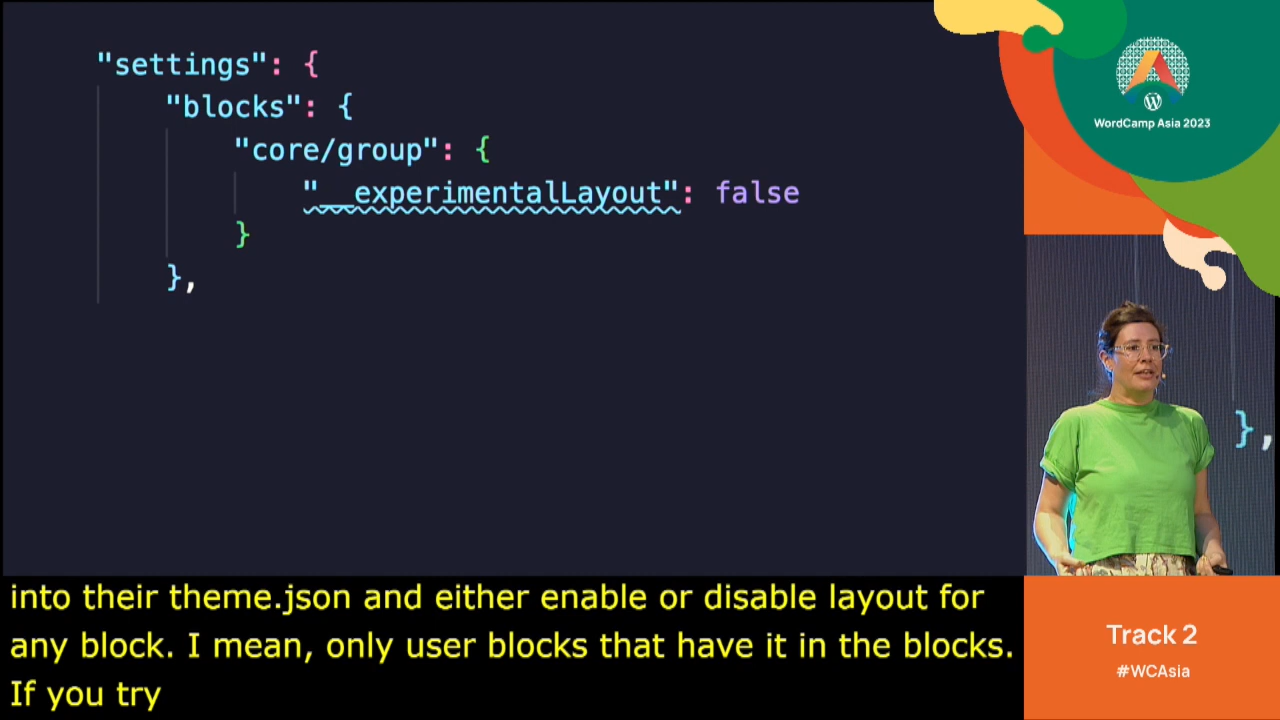 "settings": {
"blocks": {
"core/group": {
"__experimentalLayout": false
}
},
WordCamp Asia 2023
},
into their theme.json and either enable or disable layout for
any block. I mean, only user blocks that have it in the blocks.
If you try
Track 2
#WCAsia